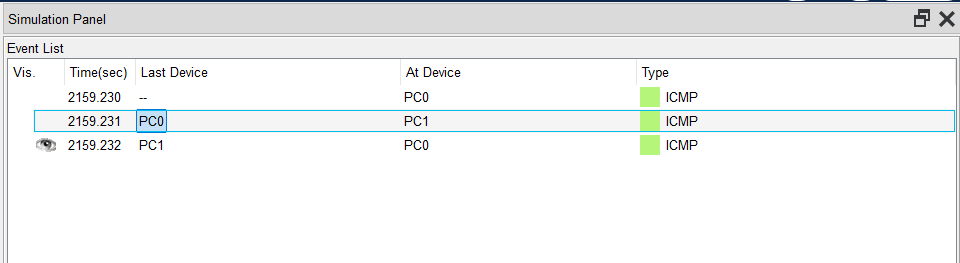 Simulation Panel
Event List
Vis. Time(sec) Last Device At Device Type
2159.230 -- PC0 ICMP
2159.231 PC0 PC1 ICMP
2159.232 PC1 PC0 ICMP